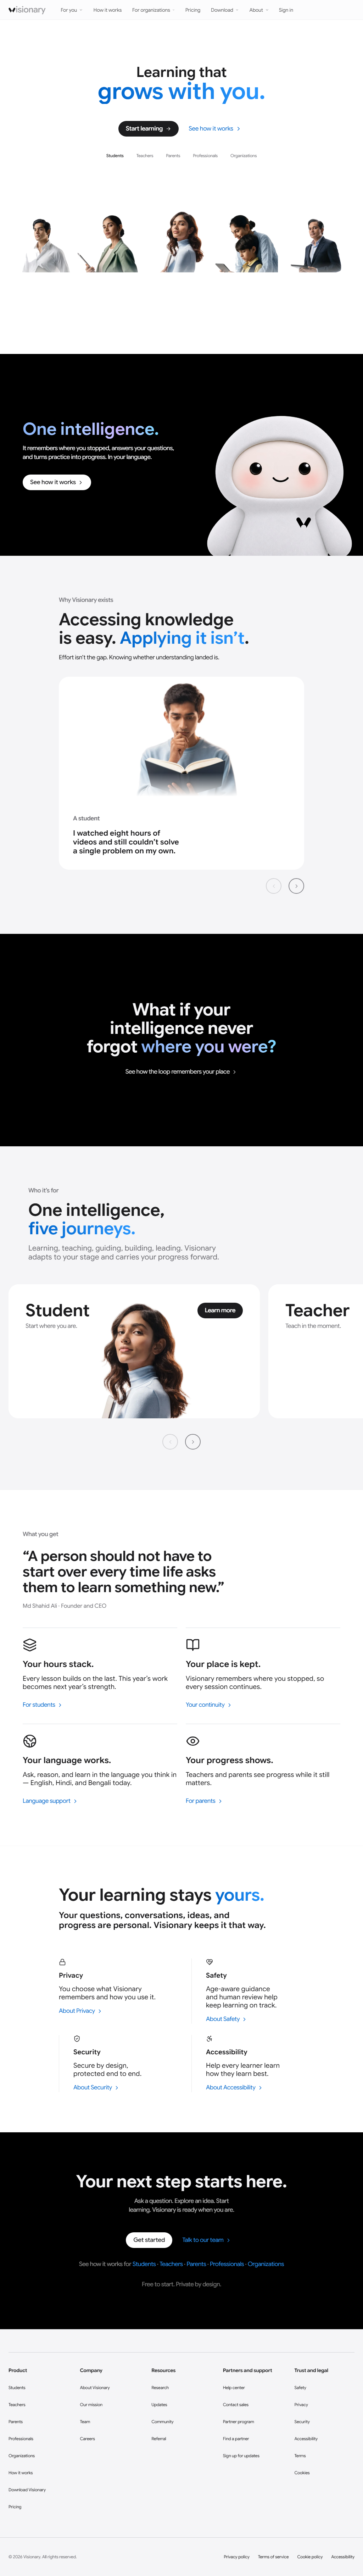 Visionary
For you
How it works
For organizations
Pricing
Download
About
Sign in
Learning that
grows with you.
Start learning
See how it works
Students
Teachers
Parents
Professionals
Organizations
One intelligence.
It remembers where you stopped, answers your questions,
and turns practice into progress. In your language.
See how it works
Why Visionary exists
Accessing knowledge
is easy. Applying it isn't.
Effort isn't the gap. Knowing whether understanding landed is.
A student
I watched eight hours of
videos and still couldn't solve
a single problem on my own.
What if your
intelligence never
forgot where you were?
See how the loop remembers your place
Who it's for
One intelligence,
five journeys.
Learning, teaching, guiding, building, leading. Visionary
adapts to your stage and carries your progress forward.
Student
Start where you are.
Learn more
Teacher
Teach in the moment.
What you get
“A person should not have to
start over every time life asks
them to learn something new.”
Md Shahid Ali · Founder and CEO
Your hours stack.
Every lesson builds on the last. This year's work
becomes next year's strength.
For students
Your place is kept.
Visionary remembers where you stopped, so
every session continues.
Your continuity
Your language works.
Ask, reason, and learn in the language you think in
— English, Hindi, and Bengali today.
Language support
Your progress shows.
Teachers and parents see progress while it still
matters.
For parents
Your learning stays yours.
Your questions, conversations, ideas, and
progress are personal. Visionary keeps it that way.
Privacy
You choose what Visionary
remembers and how you use it.
About Privacy
Safety
Age-aware guidance
and human review help
keep learning on track.
About Safety
Security
Secure by design,
protected end to end.
About Security
Accessibility
Help every learner learn
how they learn best.
About Accessibility
Your next step starts here.
Ask a question. Explore an idea. Start
learning. Visionary is ready when you are.
Get started
Talk to our team
See how it works for Students · Teachers · Parents · Professionals · Organizations
Free to start. Private by design.
Product
Students
Teachers
Parents
Professionals
Organizations
How it works
Download Visionary
Pricing
Company
About Visionary
Our mission
Team
Careers
Resources
Research
Updates
Community
Referral
Partners and support
Help center
Contact sales
Partner program
Find a partner
Sign up for updates
Trust and legal
Safety
Privacy
Security
Accessibility
Terms
Cookies
© 2026 Visionary. All rights reserved.
Privacy policy
Terms of service
Cookie policy
Accessibility